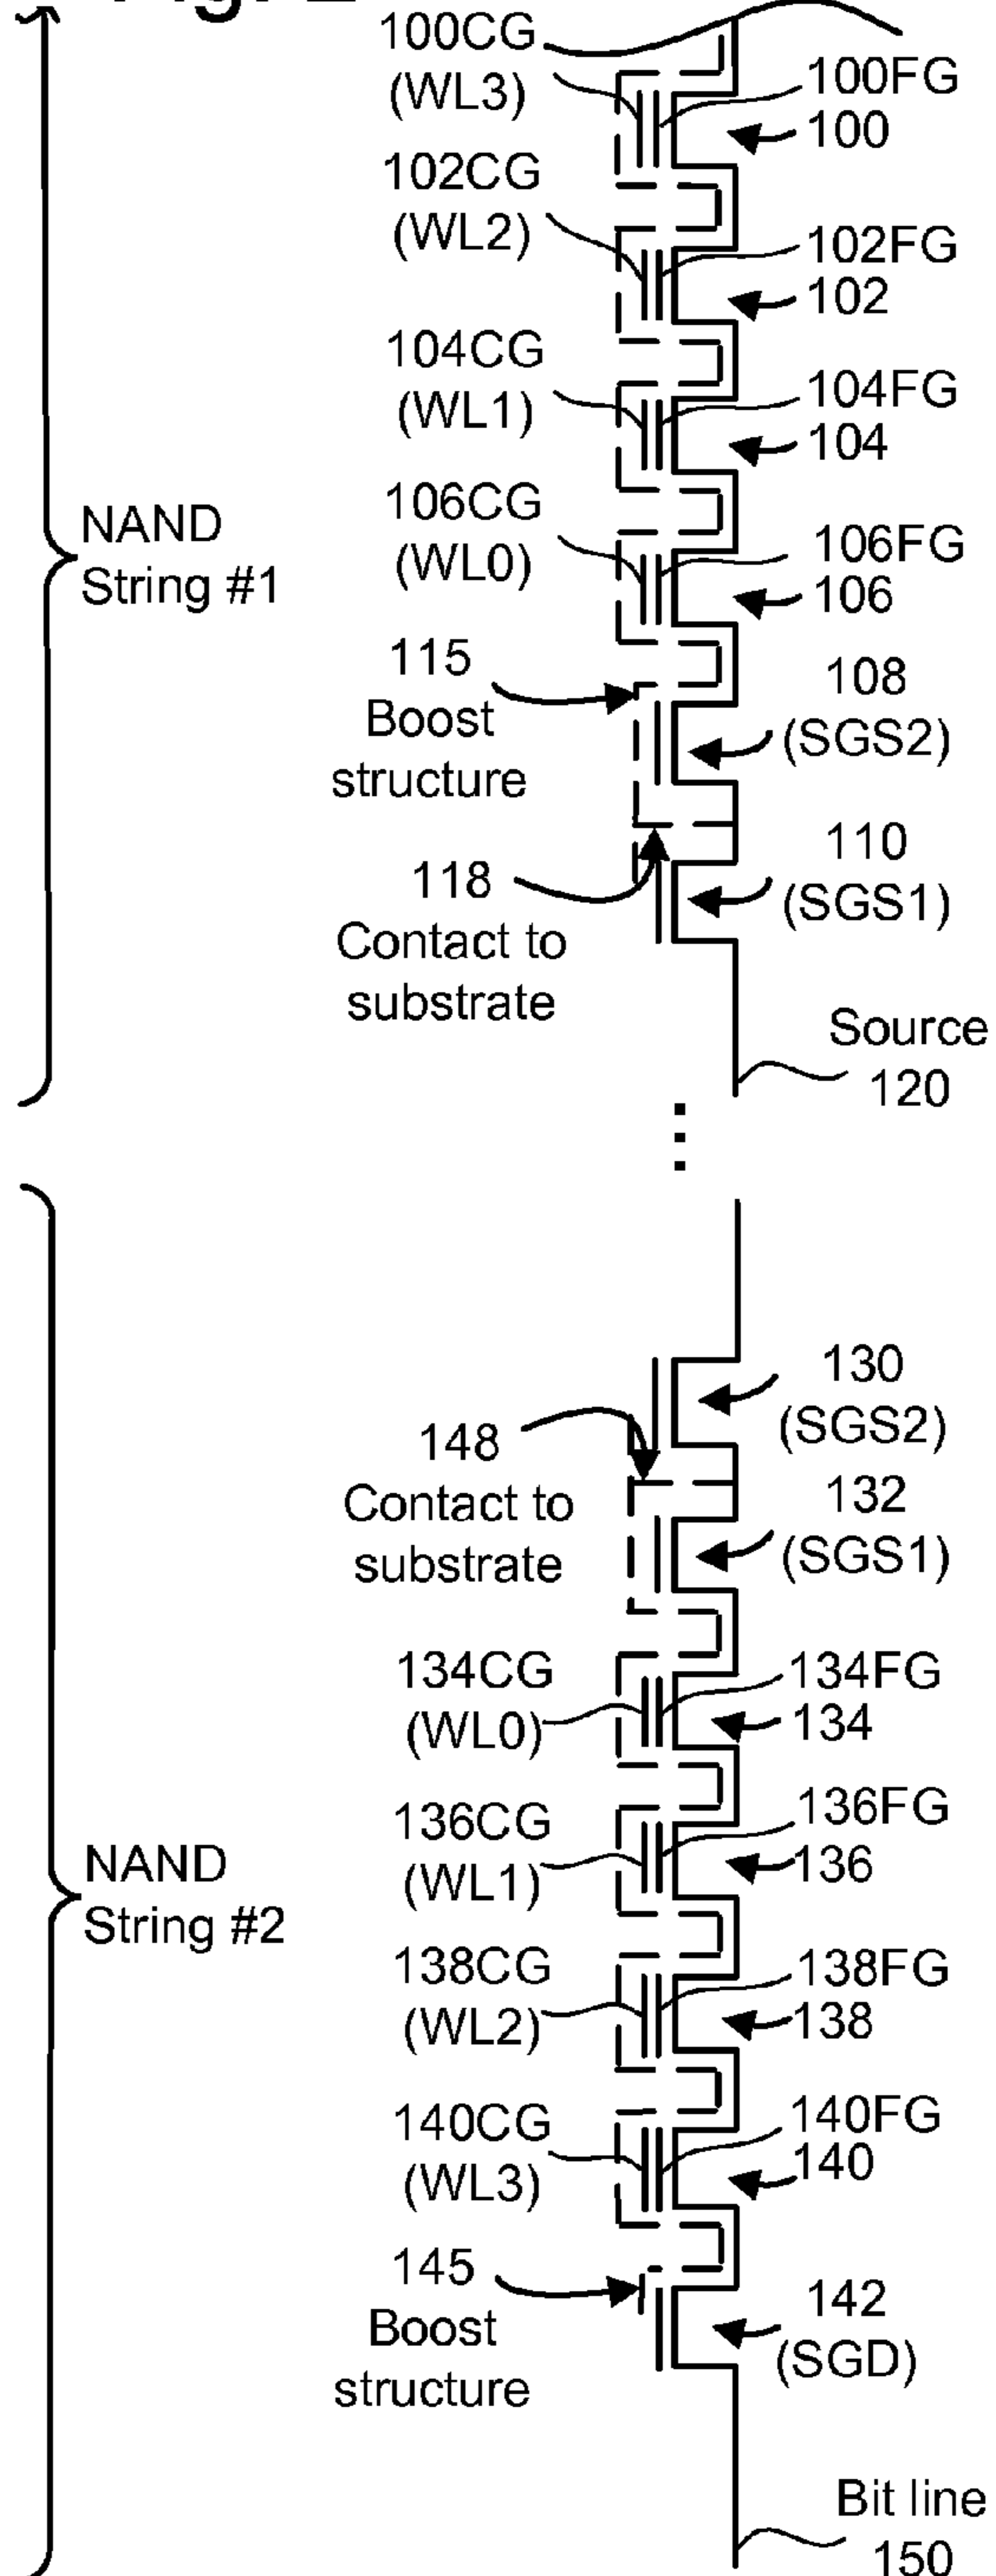 100CG
(WL3)
100FG
100
102CG
(WL2)
102FG
102
104CG
(WL1)
104FG
104
106CG
(WL0)
106FG
106
NAND
String #1
115
Boost
structure
108
(SGS2)
118
Contact to
substrate
110
(SGS1)
Source
120
130
(SGS2)
148
Contact to
substrate
132
(SGS1)
134CG
(WL0)
134FG
134
136CG
(WL1)
136FG
136
NAND
String #2
138CG
(WL2)
138FG
138
140CG
(WL3)
140FG
140
145
Boost
structure
142
(SGD)
Bit line
150